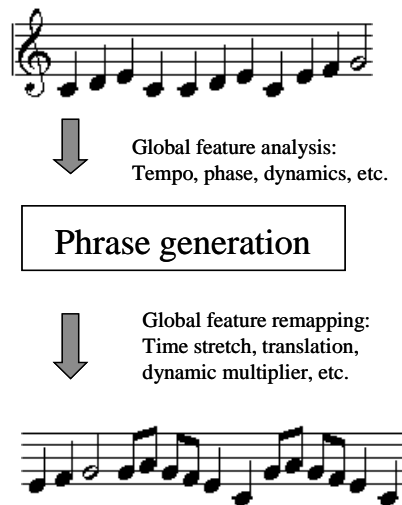 Global feature analysis:
Tempo, phase, dynamics, etc.
Phrase generation
Global feature remapping:
Time stretch, translation,
dynamic multiplier, etc.